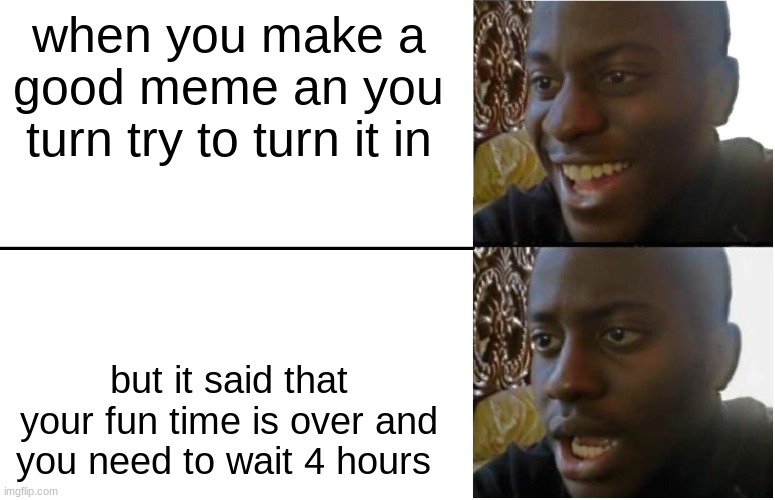 when you make a
good meme an you
turn try to turn it in
but it said that
your fun time is over and
you need to wait 4 hours
imgflip.com